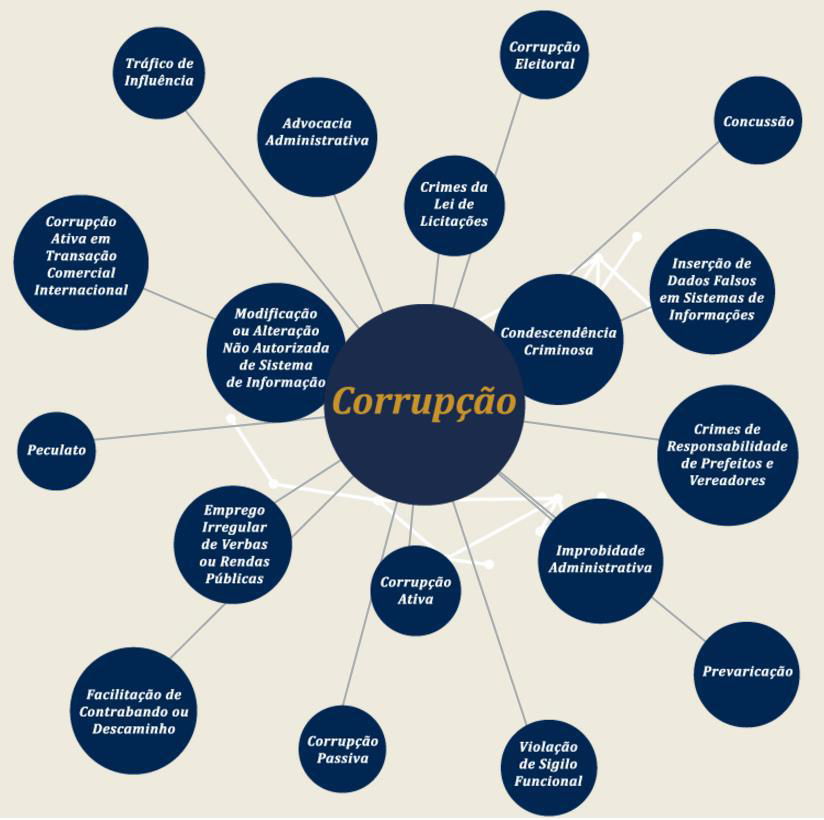 Corrupção
Eleitoral
Tráfico de
Influência
Advocacia
Administrativa
Concussão
Crimes da
Lei de
Licitações
Corrupção
Ativa em
Transação
Comercial
Internacional
Inserção de
Dados Falsos
em Sistemas de
Informações
Modificação
ou Alteração
Não Autorizada
de Sistema
de Informação
Condescendência
Criminosa
Corrupção
Peculato
Crimes de
Responsabilidade
de Prefeitos e
Vereadores
Emprego
Irregular
de Verbas
ou Rendas
Públicas
Corrupção
Ativa
Improbidade
Administrativa
Prevaricação
Facilitação de
Contrabando ou
Descaminho
Corrupção
Passiva
Violação
de Sigilo
Funcional